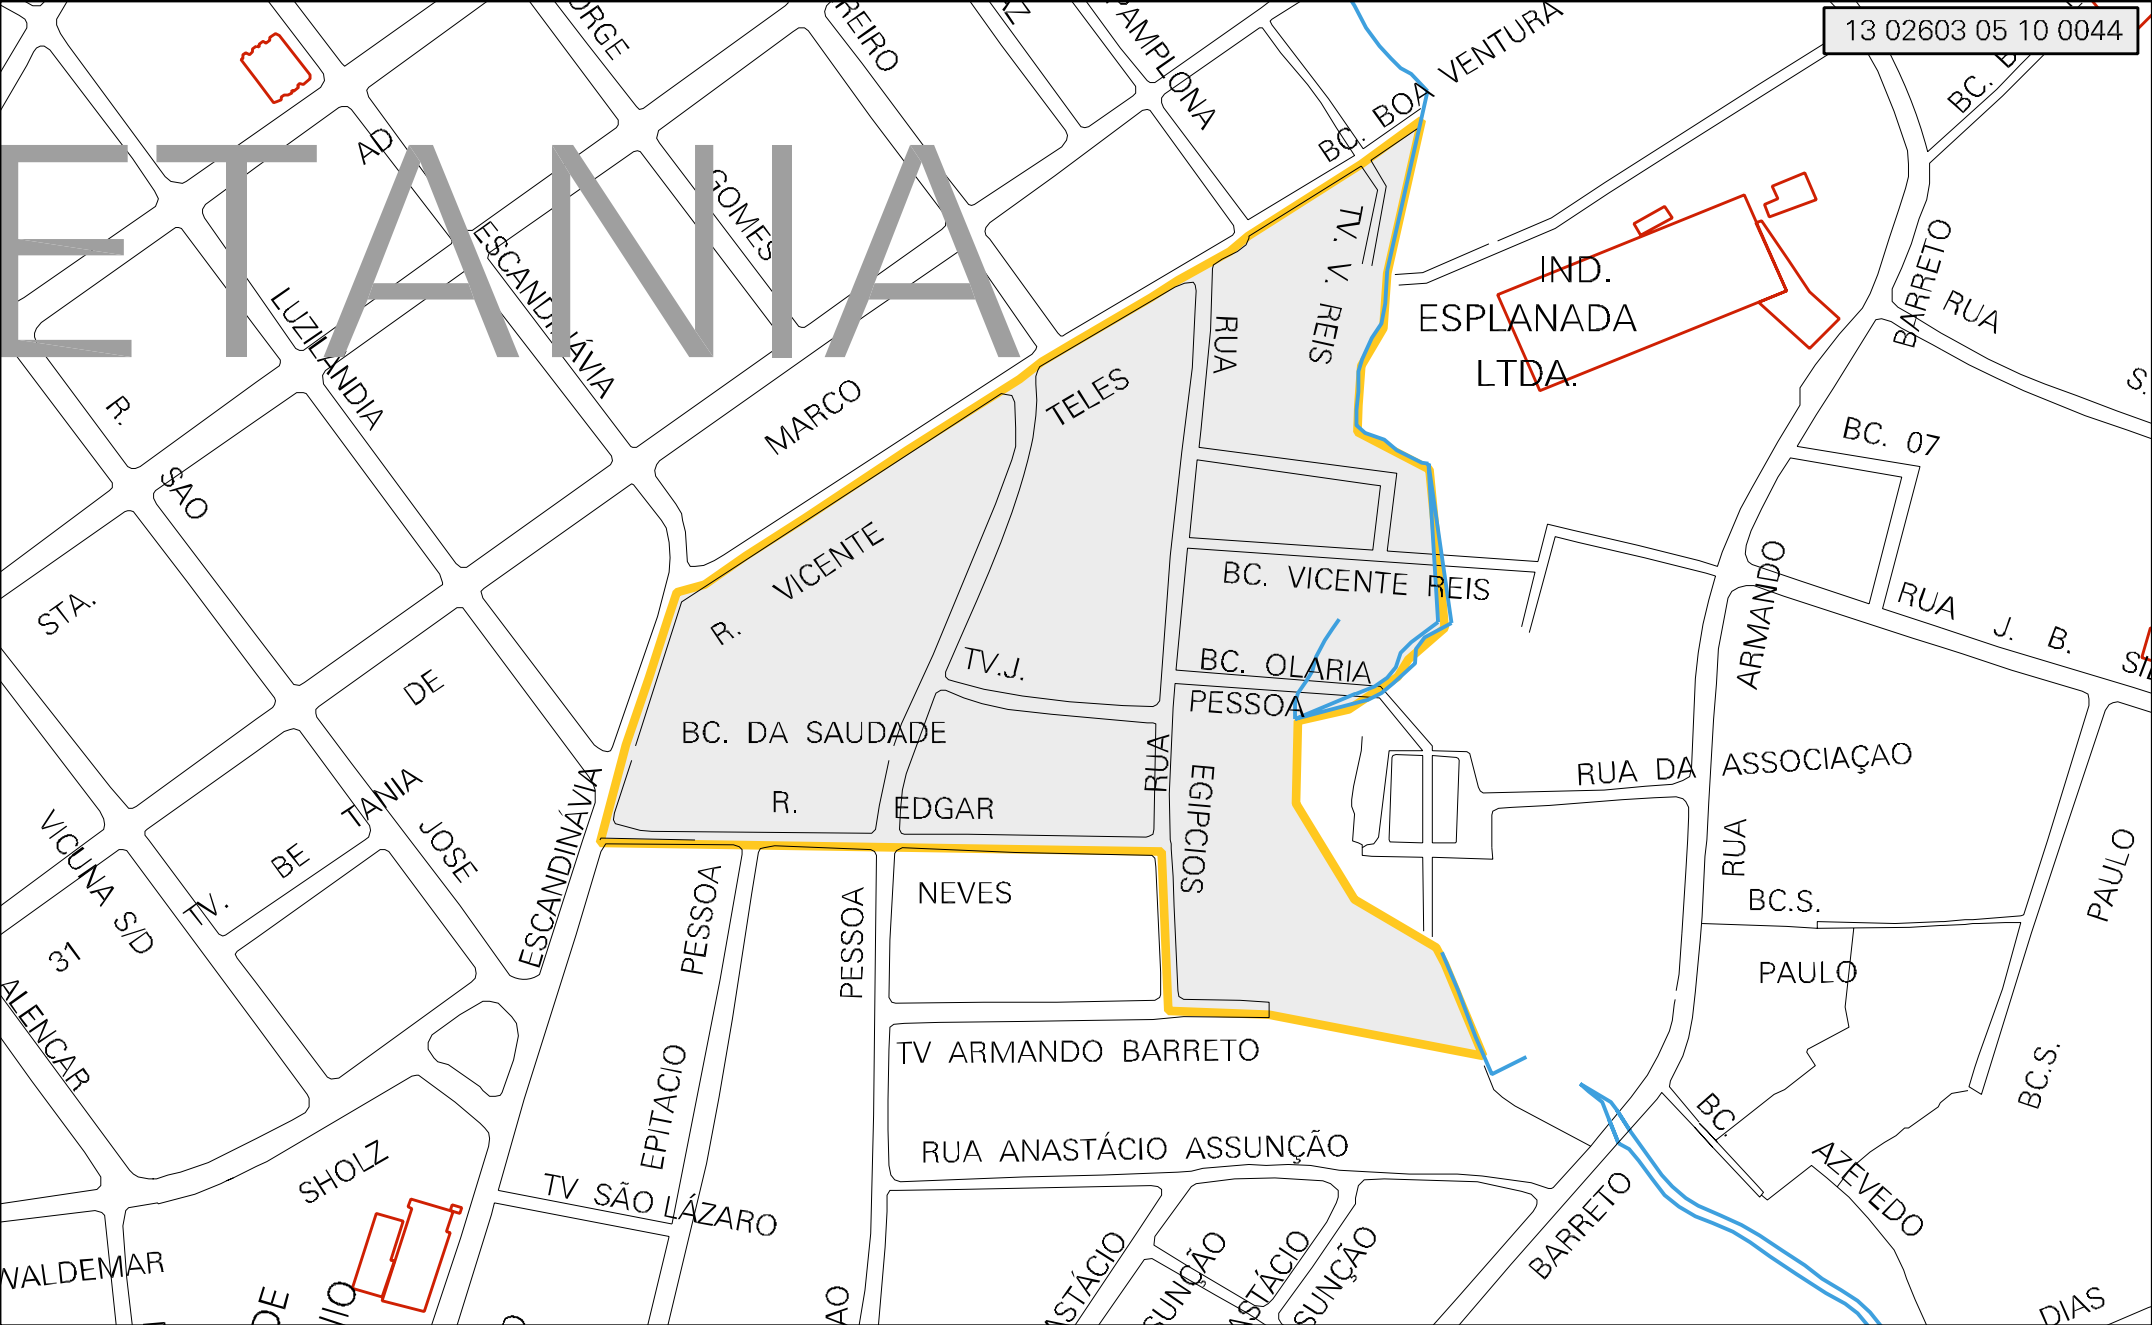 13 02603 05 10 0044
ETANIA
AD
GOMES
PAMPLONA
BC. BOA VENTURA
ESCANDINÁVIA
LUZILANDIA
MARCO
R.
SAO
STA.
TELES
RUA
TV. V. REIS
IND.
ESPLANADA
LTDA.
BARRETO
RUA
BC. 07
R. VICENTE
BC. VICENTE REIS
ARMANDO
RUA J. B.
DE
TV.J.
BC. OLARIA
PESSOA
BC. DA SAUDADE
RUA
EGIPCIOS
R. EDGAR
NEVES
RUA DA ASSOCIAÇAO
RUA
PAULO
BC.S.
PAULO
BC.S.
VICUNA S/D
TV. BE TANIA
JOSE
ESCANDINÁVIA
PESSOA
PESSOA
31
ALENCAR
TV ARMANDO BARRETO
EPITACIO
RUA ANASTÁCIO ASSUNÇÃO
BC.
AZEVEDO
SHOLZ
TV SÃO LÁZARO
BARRETO
WALDEMAR
DE
DIAS